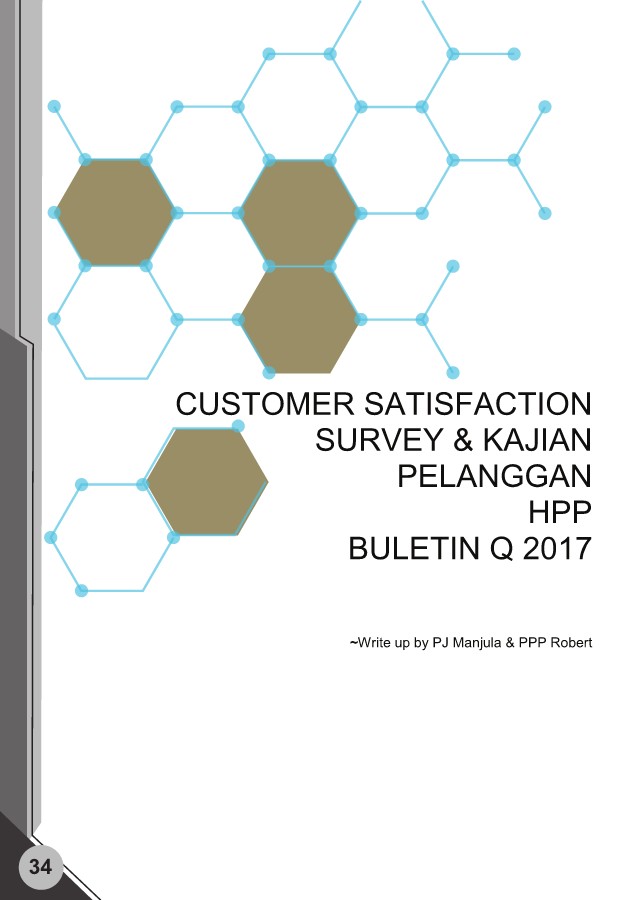 CUSTOMER SATISFACTION
SURVEY & KAJIAN
PELANGGAN
HPP
BULETIN Q 2017
~Write up by PJ Manjula & PPP Robert
34